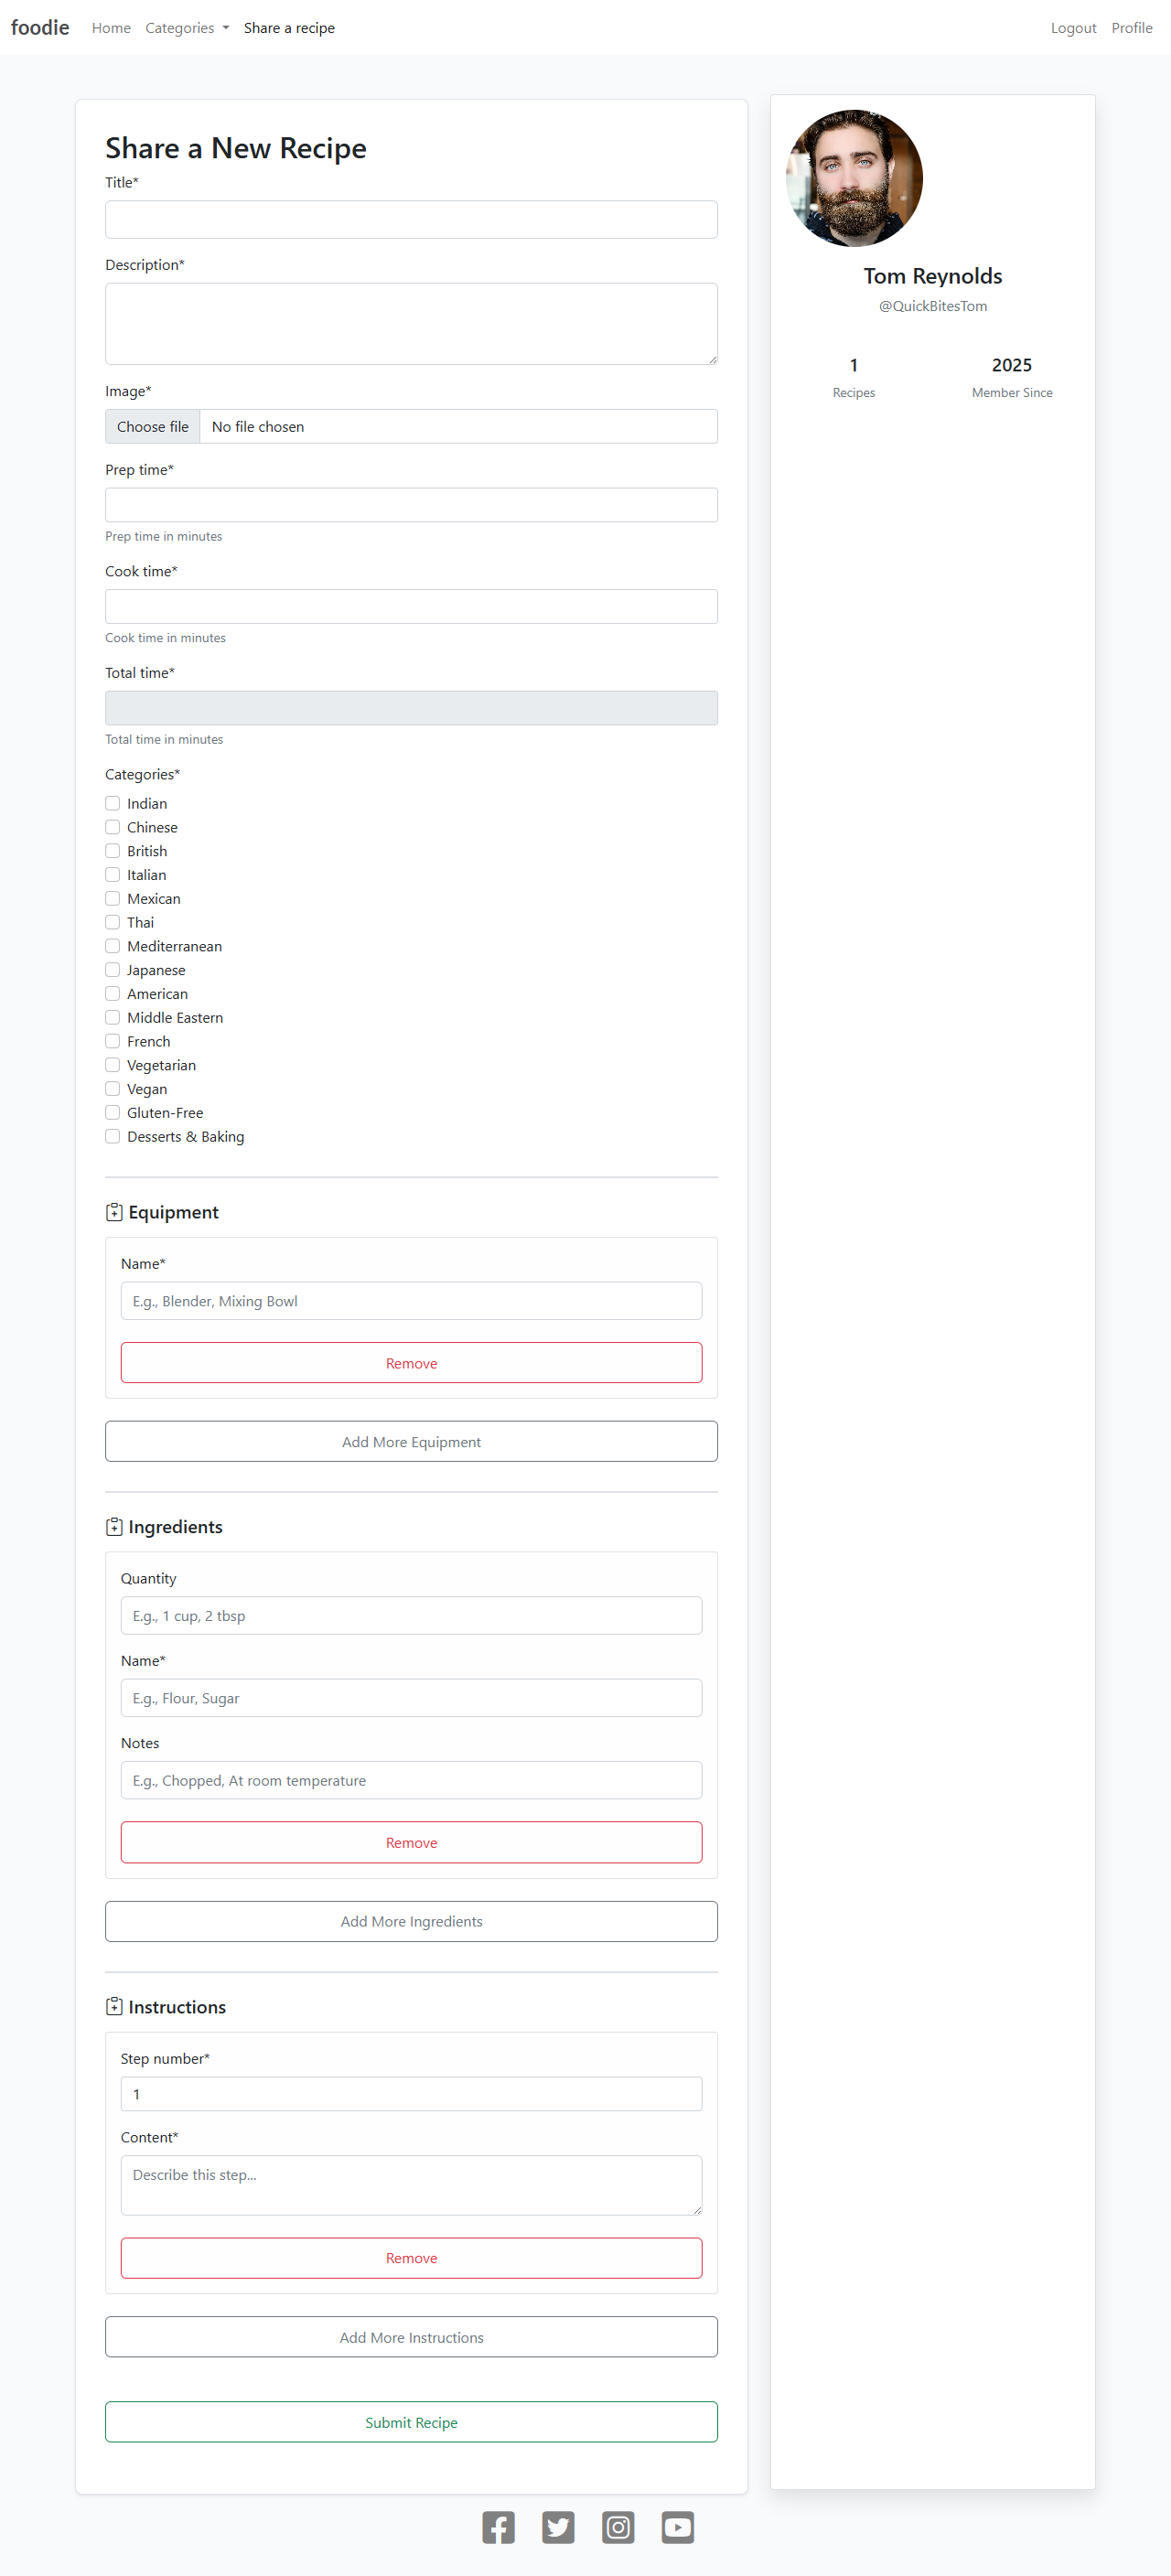 foodie Home Categories Share a recipe Logout Profile
Share a New Recipe
Title*
Description*
Image*
Choose file No file chosen
Prep time*
Prep time in minutes
Cook time*
Cook time in minutes
Total time*
Total time in minutes
Categories*
Indian
Chinese
British
Italian
Mexican
Thai
Mediterranean
Japanese
American
Middle Eastern
French
Vegetarian
Vegan
Gluten-Free
Desserts & Baking
Equipment
Name*
E.g., Blender, Mixing Bowl
Remove
Add More Equipment
Ingredients
Quantity
E.g., 1 cup, 2 tbsp
Name*
E.g., Flour, Sugar
Notes
E.g., Chopped, At room temperature
Remove
Add More Ingredients
Instructions
Step number*
1
Content*
Describe this step...
Remove
Add More Instructions
Submit Recipe
Tom Reynolds
@QuickBitesTom
1 2025
Recipes Member Since